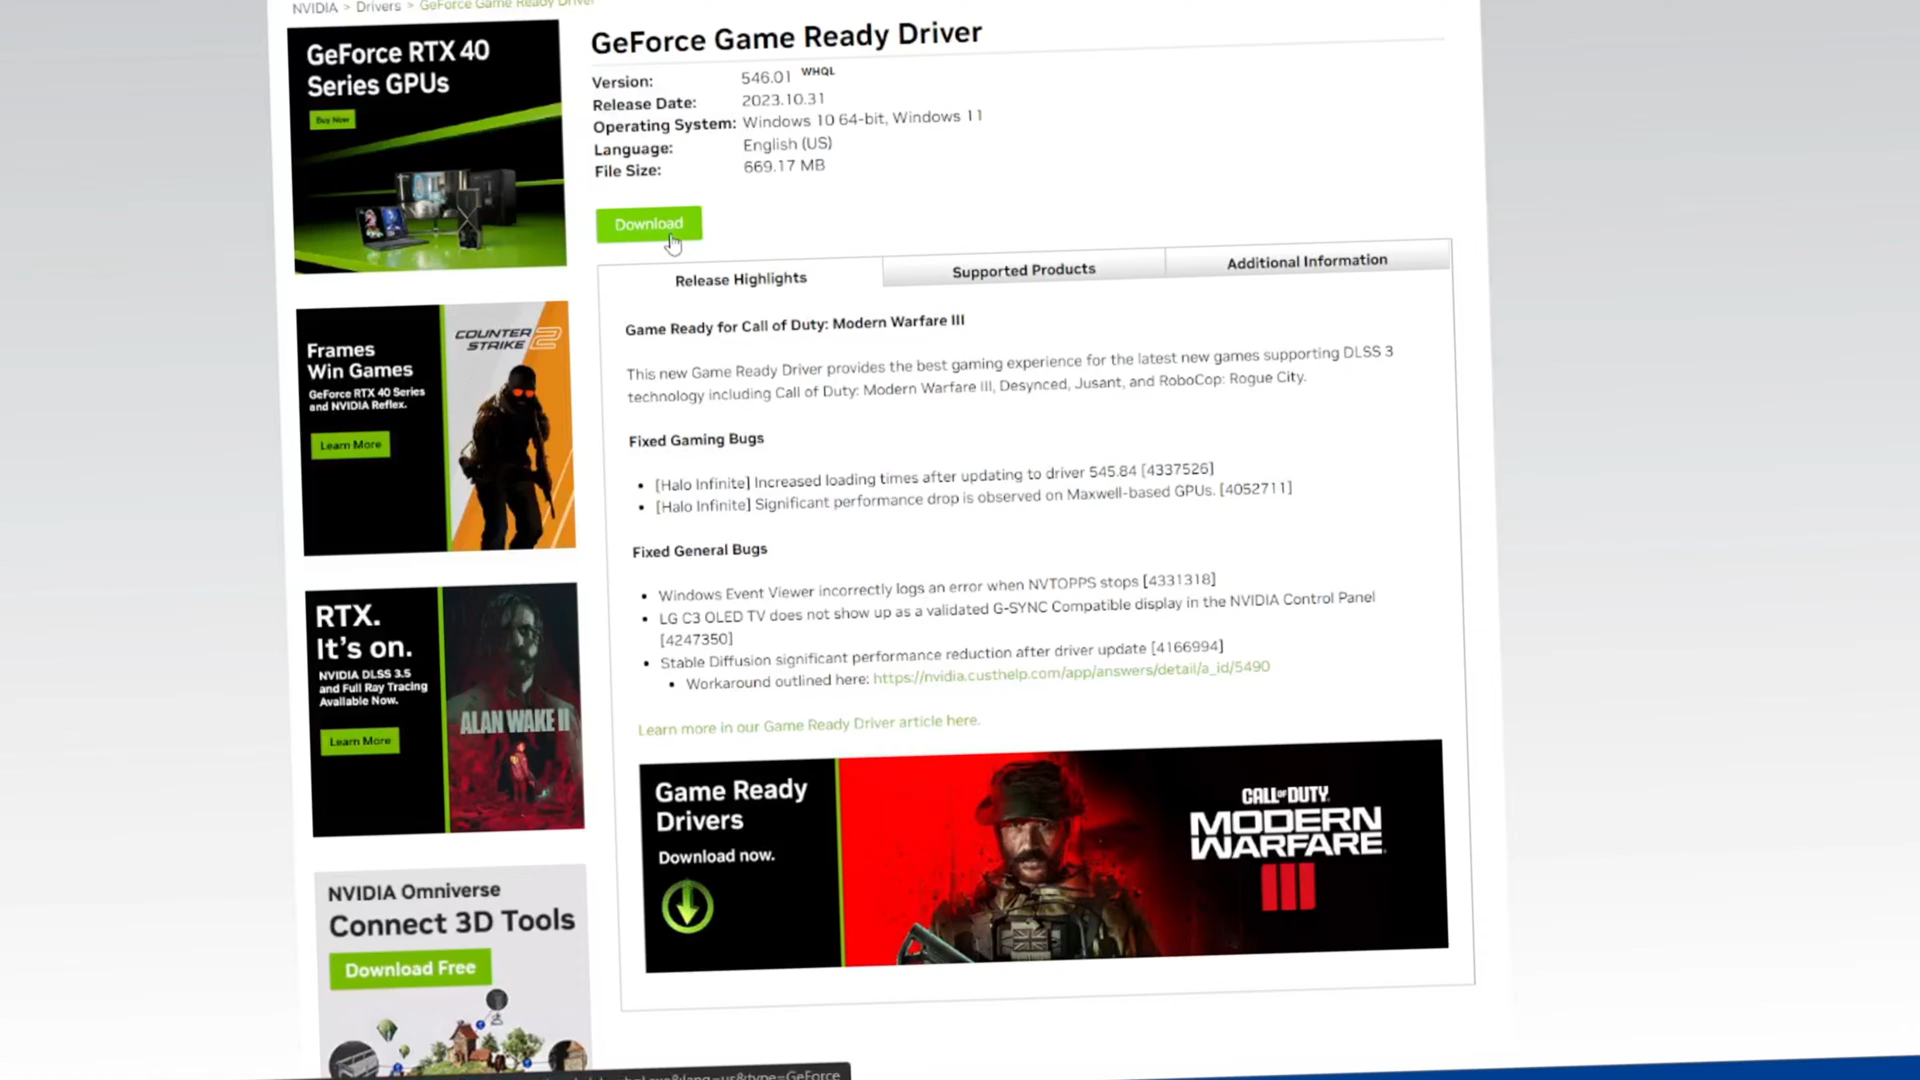 NVIDIA > Drivers > GeForce Game Ready Driver
GeForce RTX 40
Series GPUs
Buy Now
GeForce Game Ready Driver
Version: 546.01 WHQL
Release Date: 2023.10.31
Operating System: Windows 10 64-bit, Windows 11
Language: English (US)
File Size: 669.17 MB
Download
Release Highlights
Supported Products
Additional Information
Game Ready for Call of Duty: Modern Warfare III
This new Game Ready Driver provides the best gaming experience for the latest new games supporting DLSS 3
technology including Call of Duty: Modern Warfare III, Desynced, Jusant, and RoboCop: Rogue City.
Fixed Gaming Bugs
[Halo Infinite] Increased loading times after updating to driver 545.84 [4337526]
[Halo Infinite] Significant performance drop is observed on Maxwell-based GPUs. [4052711]
Fixed General Bugs
Windows Event Viewer incorrectly logs an error when NVTOPPS stops [4331318]
LG C3 OLED TV does not show up as a validated G-SYNC Compatible display in the NVIDIA Control Panel
[4247350]
Stable Diffusion significant performance reduction after driver update [4166994]
Workaround outlined here: https://nvidia.custhelp.com/app/answers/detail/a_id/5490
Learn more in our Game Ready Driver article here.
Game Ready
Drivers
Download now.
CALL OF DUTY
MODERN
WARFARE
III
Frames
Win Games
GeForce RTX 40 Series
and NVIDIA Reflex.
Learn More
COUNTER
STRIKE 2
RTX.
It's on.
NVIDIA DLSS 3.5
and Full Ray Tracing
Available Now.
Learn More
ALAN WAKE II
NVIDIA Omniverse
Connect 3D Tools
Download Free